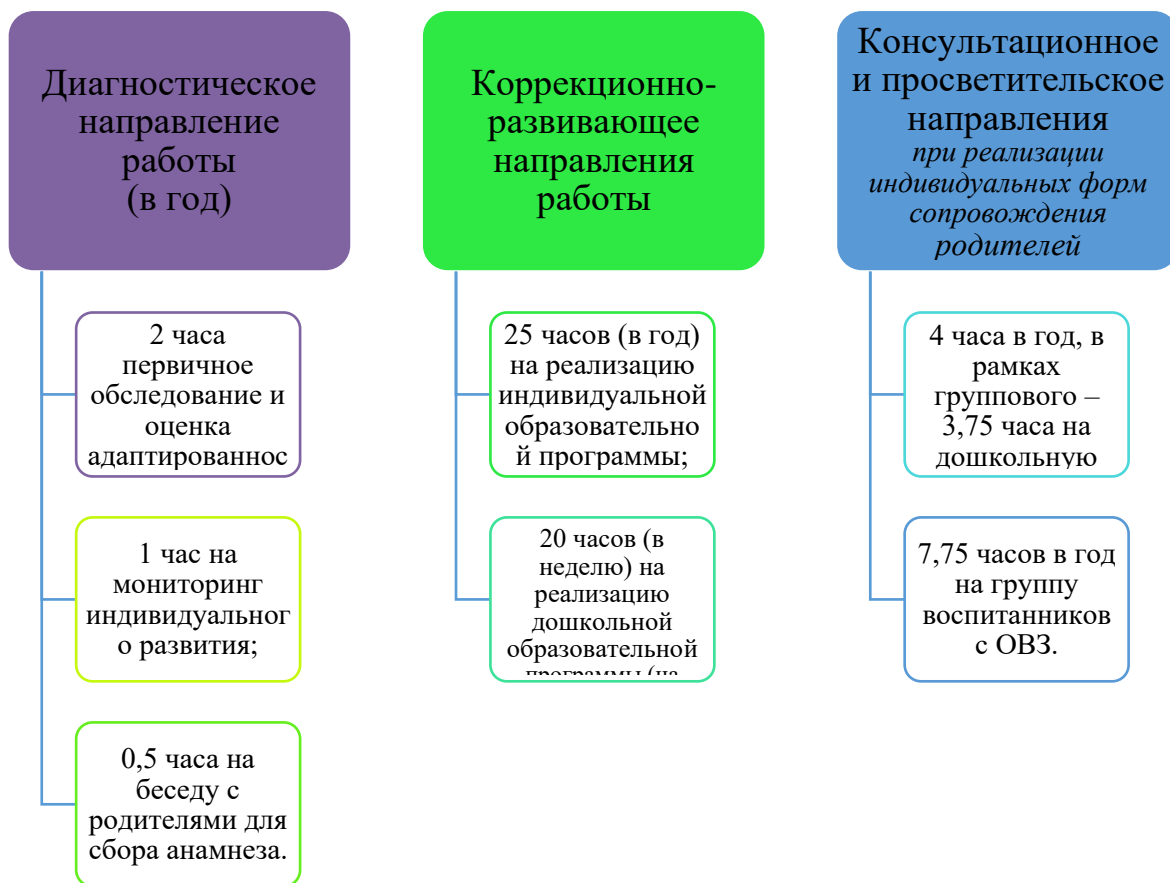 Диагностическое
направление
работы
(в год)
2 часа
первичное
обследование и
оценка
адаптированнос
1 час на
мониторинг
индивидуальног
о развития;
0,5 часа на
беседу с
родителями для
сбора анамнеза.
Коррекционно-
развивающее
направления
работы
25 часов (в год)
на реализацию
индивидуальной
образовательно
й программы;
20 часов (в
неделю) на
реализацию
дошкольной
образовательной
программы (на
Консультационное
и просветительское
направления
при реализации
индивидуальных форм
сопровождения
родителей
4 часа в год, в
рамках
группового –
3,75 часа на
дошкольную
7,75 часов в год
на группу
воспитанников
с ОВЗ.